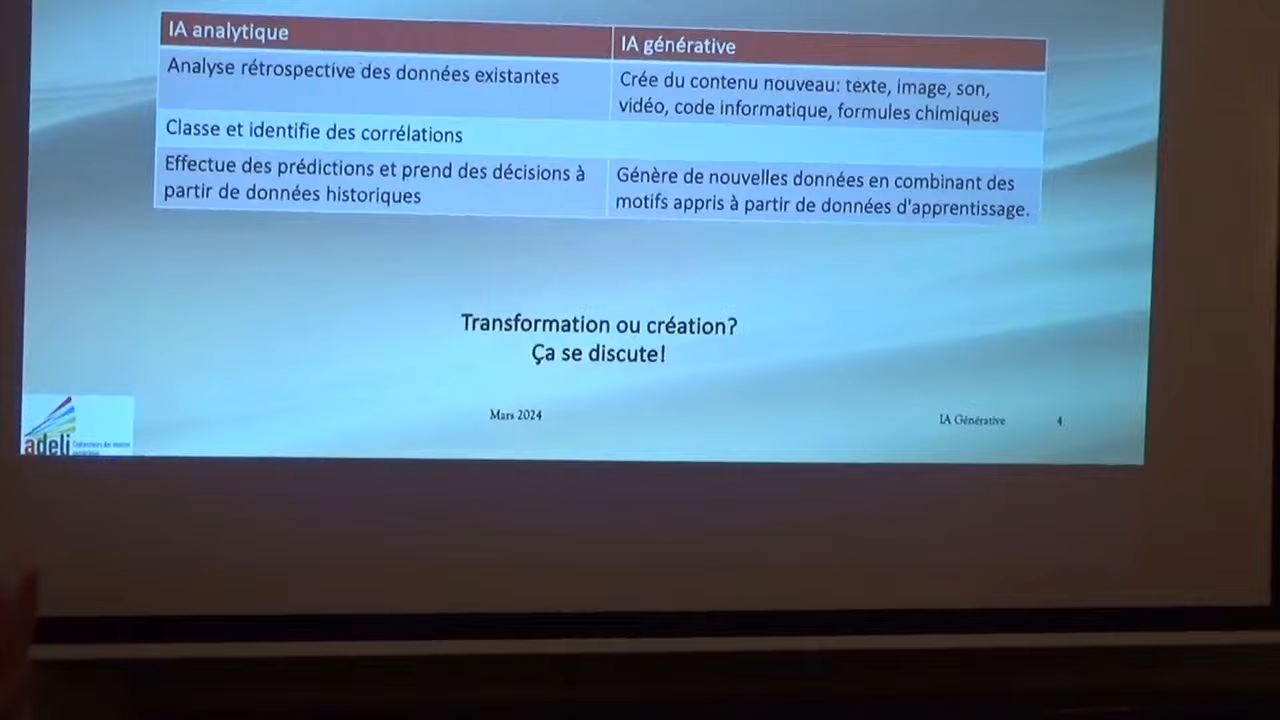 IA analytique
IA générative
Analyse rétrospective des données existantes
Crée du contenu nouveau: texte, image, son,
vidéo, code informatique, formules chimiques
Classe et identifie des corrélations
Effectue des prédictions et prend des décisions à
partir de données historiques
Génère de nouvelles données en combinant des
motifs appris à partir de données d'apprentissage.
Transformation ou création?
Ça se discute!
adeli
Mars 2024
IA Générative
4